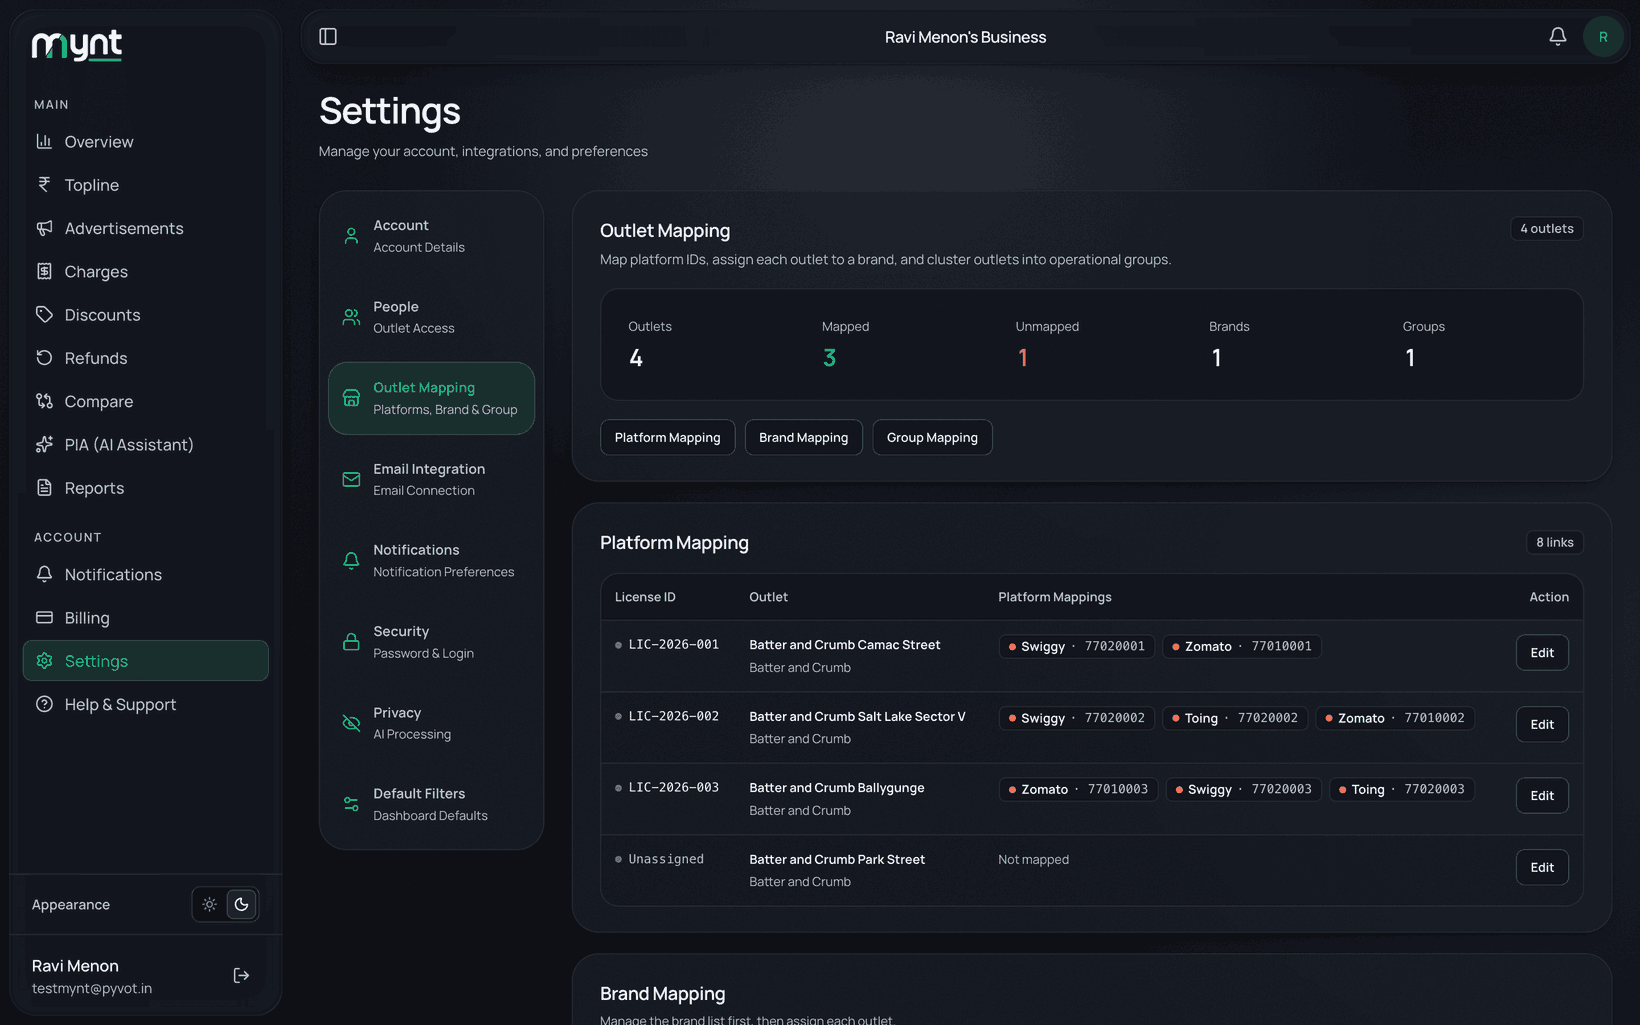 mynt
MAIN
Overview
Topline
Advertisements
Charges
Discounts
Refunds
Compare
PIA (AI Assistant)
Reports
ACCOUNT
Notifications
Billing
Settings
Help & Support
Appearance
Ravi Menon
testmynt@pyvot.in
Ravi Menon's Business
R
Settings
Manage your account, integrations, and preferences
Account
Account Details
People
Outlet Access
Outlet Mapping
Platforms, Brand & Group
Email Integration
Email Connection
Notifications
Notification Preferences
Security
Password & Login
Privacy
AI Processing
Default Filters
Dashboard Defaults
Outlet Mapping 4 outlets
Map platform IDs, assign each outlet to a brand, and cluster outlets into operational groups.
Outlets Mapped Unmapped Brands Groups
4 3 1 1 1
Platform Mapping Brand Mapping Group Mapping
Platform Mapping 8 links
License ID Outlet Platform Mappings Action
LIC-2026-001 Batter and Crumb Camac Street Swiggy · 77020001 Zomato · 77010001 Edit
Batter and Crumb
LIC-2026-002 Batter and Crumb Salt Lake Sector V Swiggy · 77020002 Toing · 77020002 Zomato · 77010002 Edit
Batter and Crumb
LIC-2026-003 Batter and Crumb Ballygunge Zomato · 77010003 Swiggy · 77020003 Toing · 77020003 Edit
Batter and Crumb
Unassigned Batter and Crumb Park Street Not mapped Edit
Batter and Crumb
Brand Mapping
Manage the brand list first, then assign each outlet.